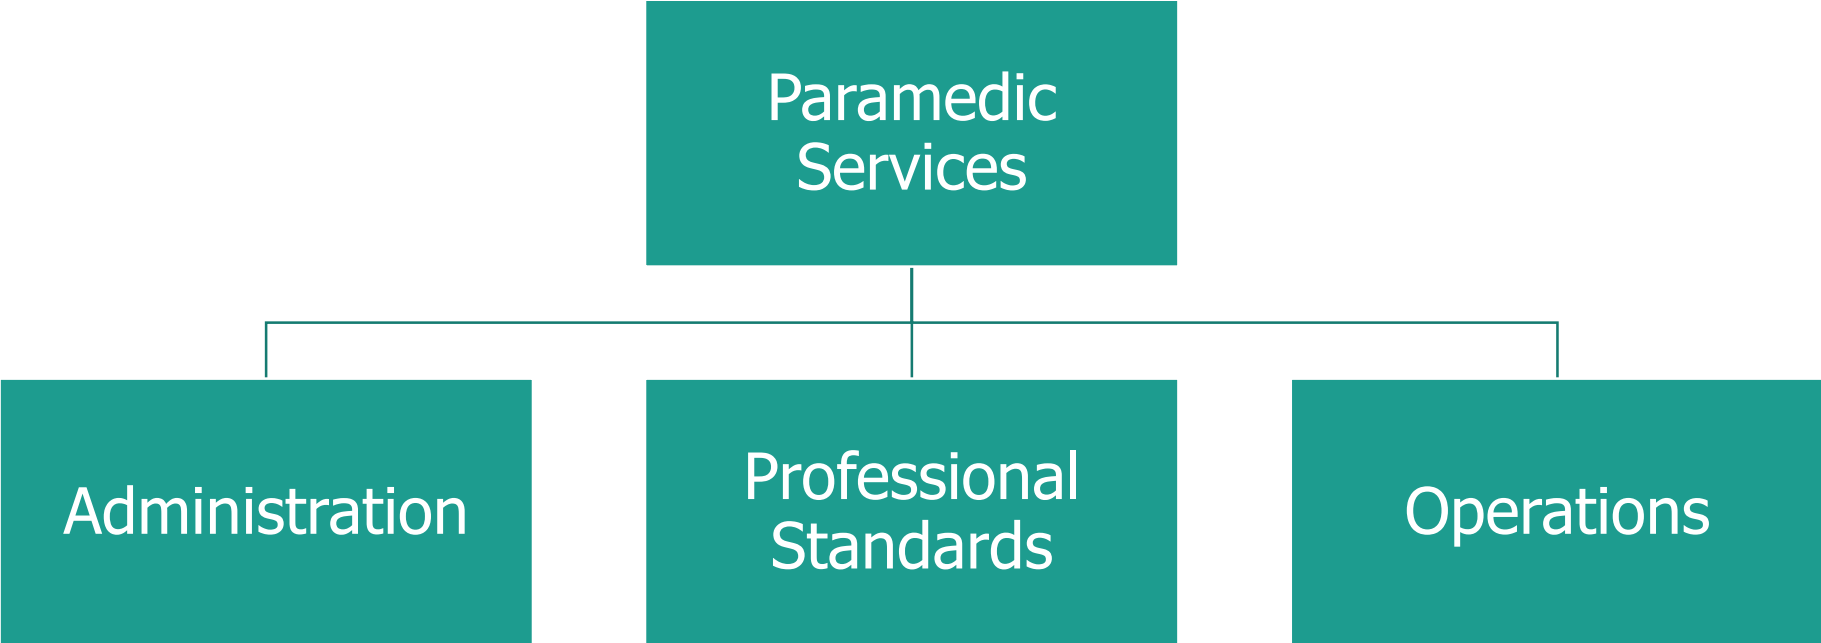 Paramedic
Services
Administration
Professional
Standards
Operations